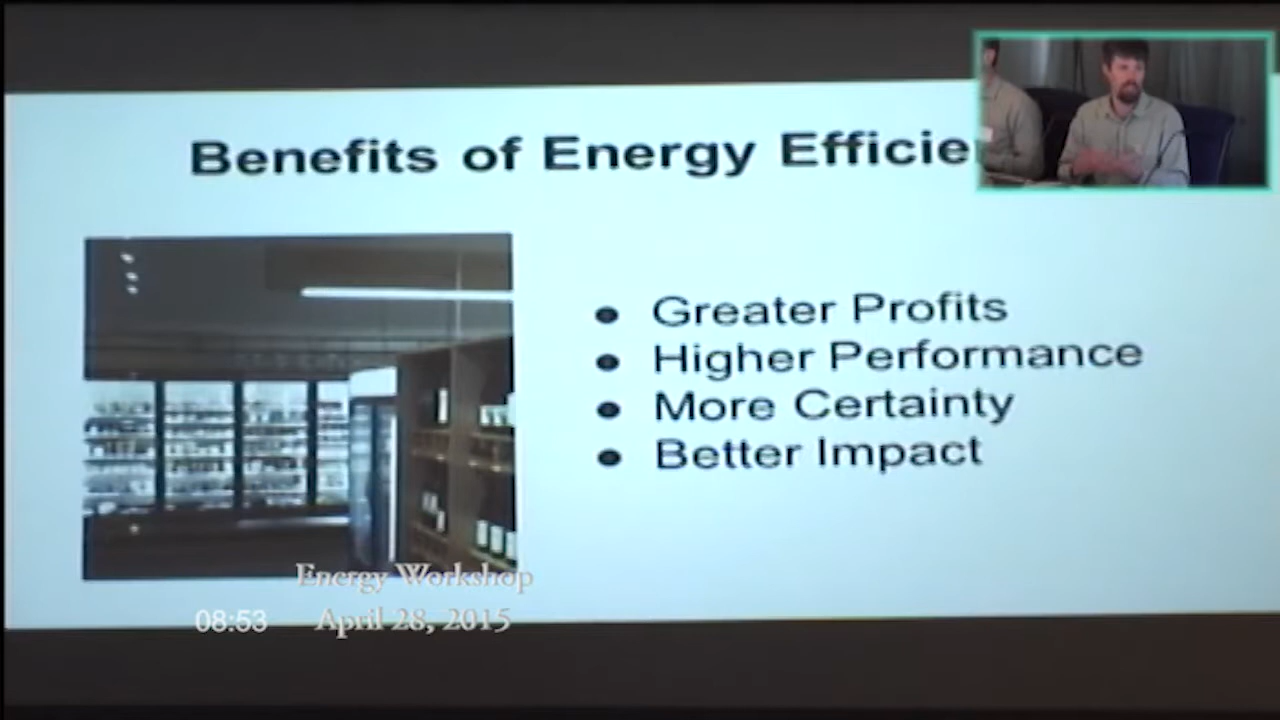 Benefits of Energy Efficie
Greater Profits
Higher Performance
More Certainty
Better Impact
Energy Workshop
08:53 April 28, 2015